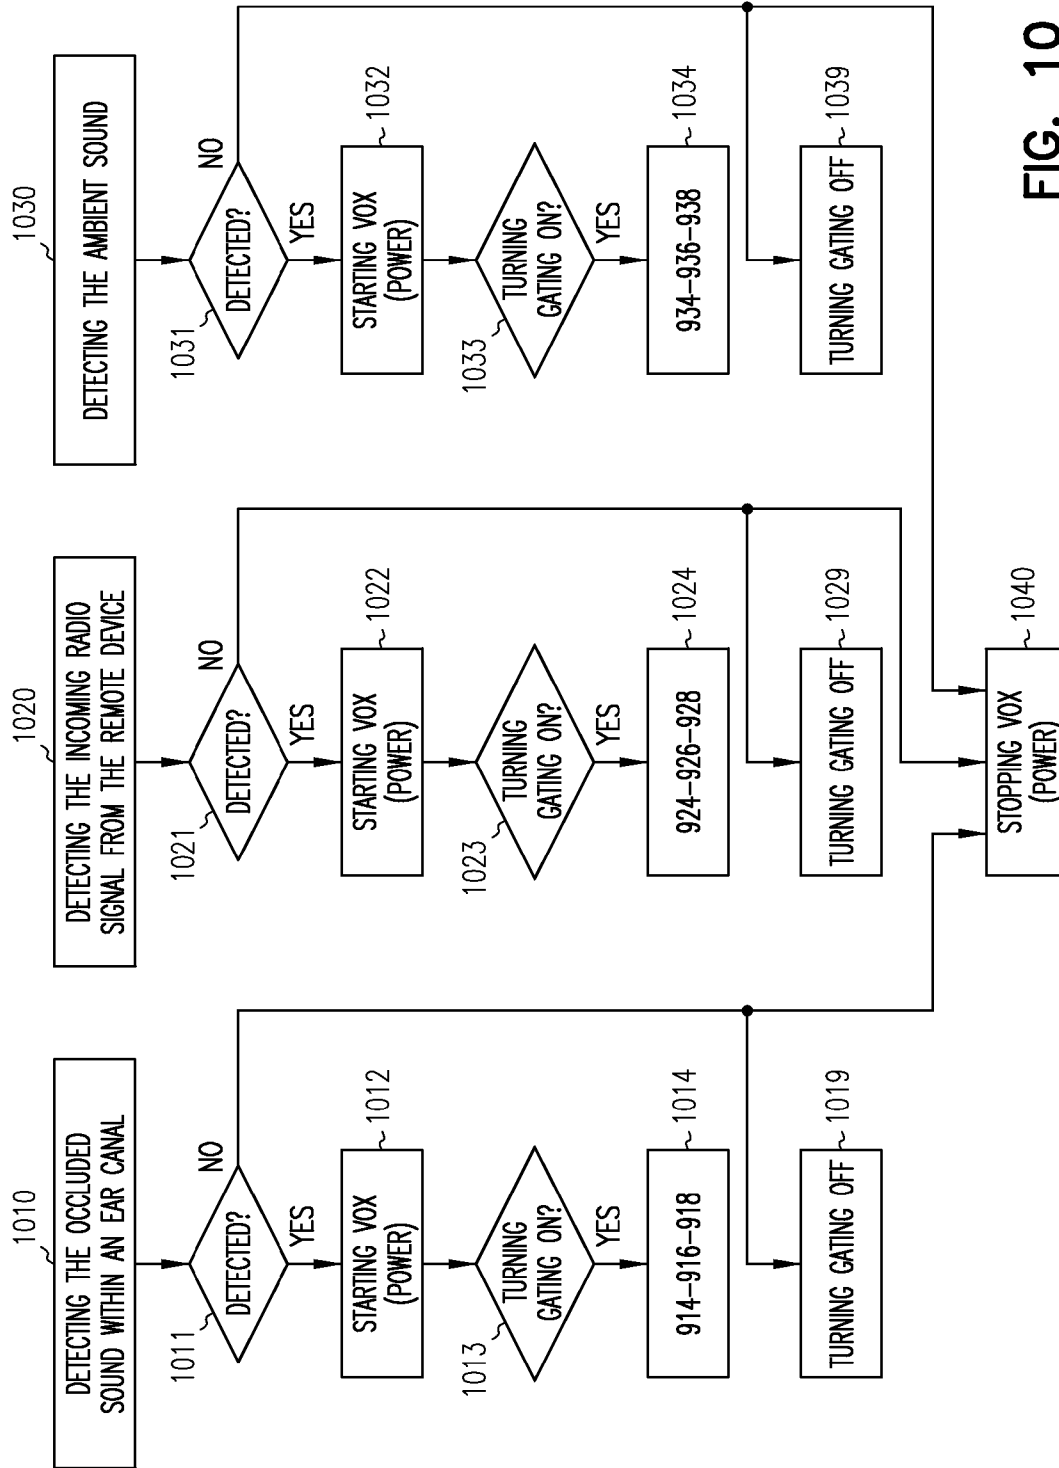 1010
DETECTING THE OCCLUDED
SOUND WITHIN AN EAR CANAL
1011
DETECTED?
NO
YES
1012
STARTING VOX
(POWER)
1013
TURNING
GATING ON?
YES
1014
914-916-918
1019
TURNING GATING OFF
1020
DETECTING THE INCOMING RADIO
SIGNAL FROM THE REMOTE DEVICE
1021
DETECTED?
NO
YES
1022
STARTING VOX
(POWER)
1023
TURNING
GATING ON?
YES
1024
924-926-928
1029
TURNING GATING OFF
1030
DETECTING THE AMBIENT SOUND
1031
DETECTED?
NO
YES
1032
STARTING VOX
(POWER)
1033
TURNING
GATING ON?
YES
1034
934-936-938
1039
TURNING GATING OFF
1040
STOPPING VOX
(POWER)
FIG. 10